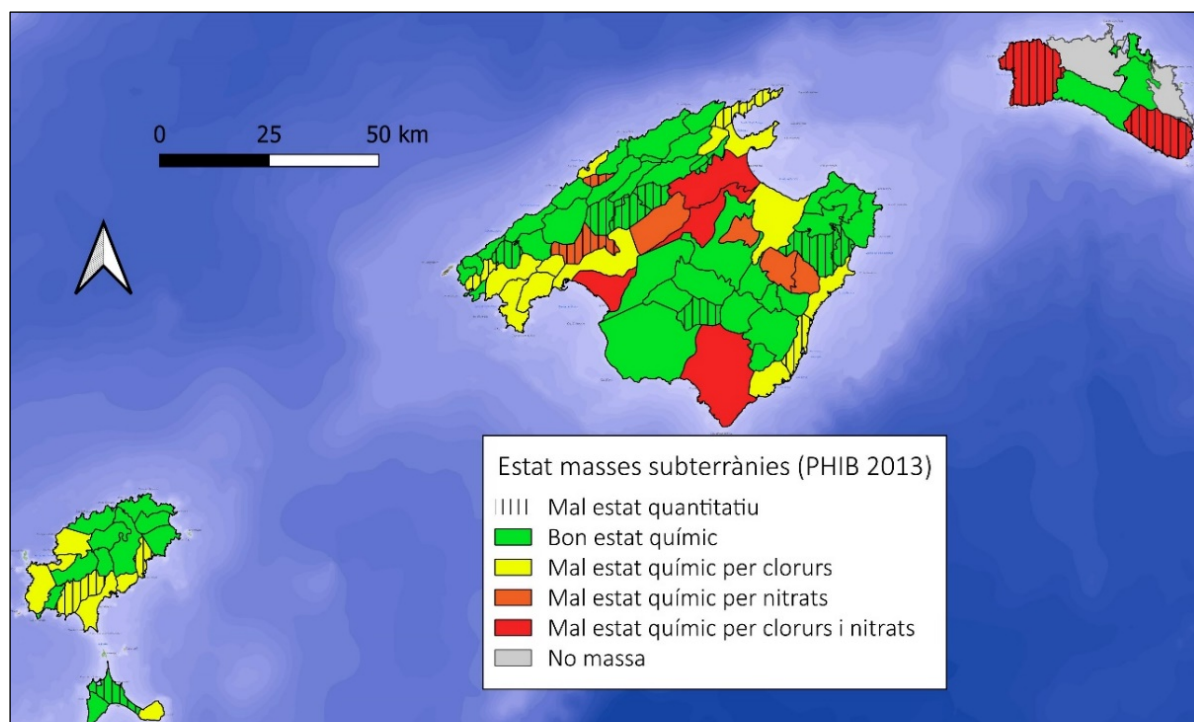 0 25 50 km
Estat masses subterrànies (PHIB 2013)
Mal estat quantitatiu
Bon estat químic
Mal estat químic per clorurs
Mal estat químic per nitrats
Mal estat químic per clorurs i nitrats
No massa